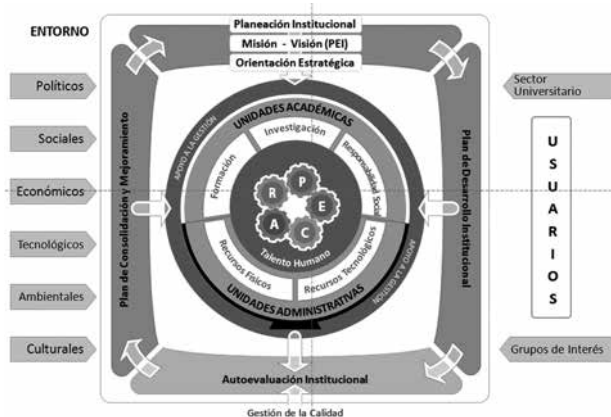 ENTORNO
Planeación Institucional
Misión - Visión (PEI)
Orientación Estratégica
Políticos
Sociales
Económicos
Tecnológicos
Ambientales
Culturales
Plan de Consolidación y Mejoramiento
APOYO A LA GESTIÓN
UNIDADES ACADÉMICAS
Formación
Investigación
Responsabilidad Social
R
P
E
A
C
Talento Humano
Recursos Físicos
Recursos Tecnológicos
UNIDADES ADMINISTRATIVAS
APOYO A LA GESTIÓN
Plan de Desarrollo Institucional
Sector
Universitario
USUARIOS
Grupos de Interés
Autoevaluación Institucional
Gestión de la Calidad